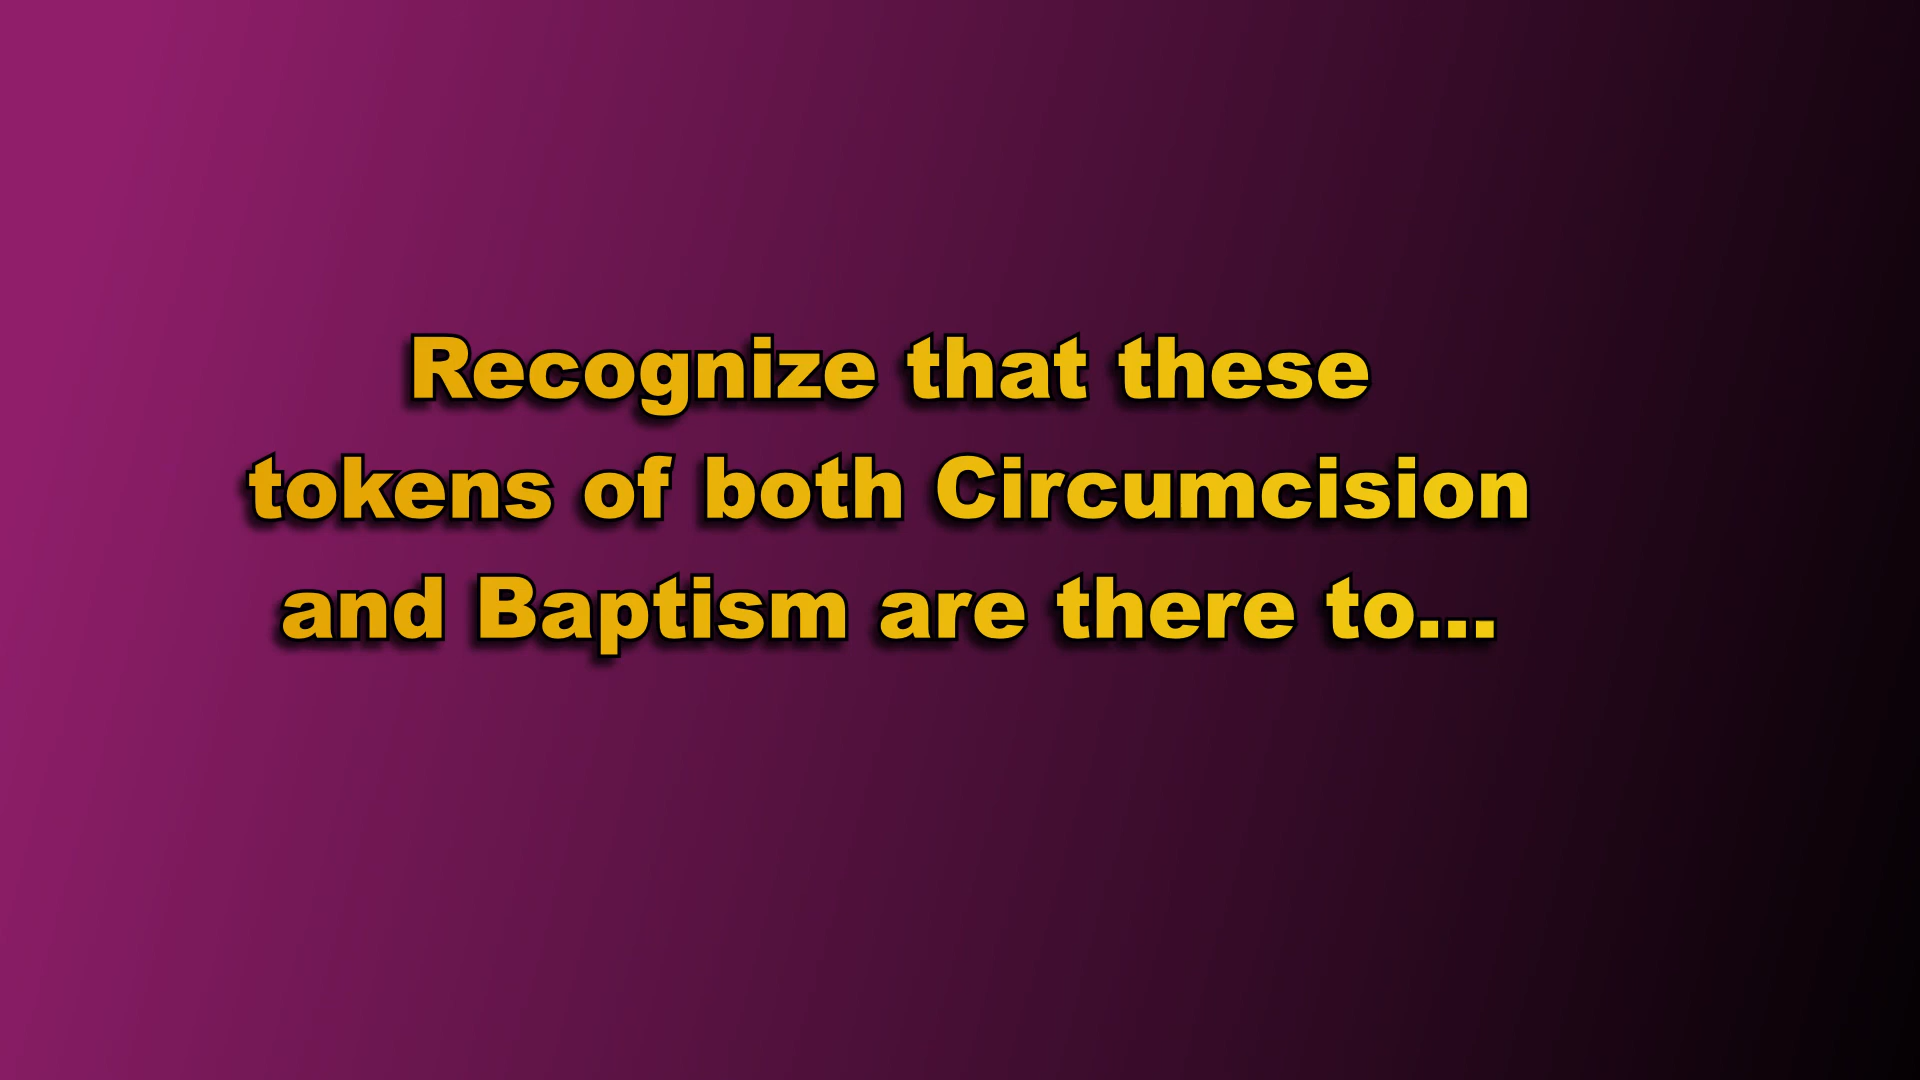 Recognize that these
tokens of both Circumcision
and Baptism are there to...